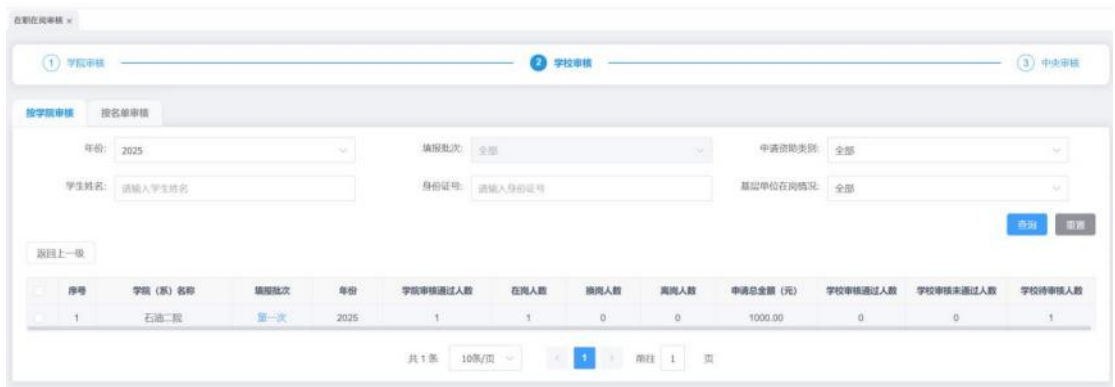 在职在岗审核 ×
1 学院审核 2 学校审核 3 中央审核
按学院审核 按名单审核
年份: 2025 填报批次: 全部 申请资助类别: 全部
学生姓名: 请输入学生姓名 身份证号: 请输入身份证号 基层单位在岗情况: 全部
查询 重置
返回上一级
序号 学院（系）名称 填报批次 年份 学院审核通过人数 在岗人数 换岗人数 离岗人数 申请总金额（元） 学校审核通过人数 学校审核未通过人数 学校待审核人数
1 石油二院 第一次 2025 1 1 0 0 1000.00 0 0 1
共 1 条 10条/页 < 1 > 前往 1 页